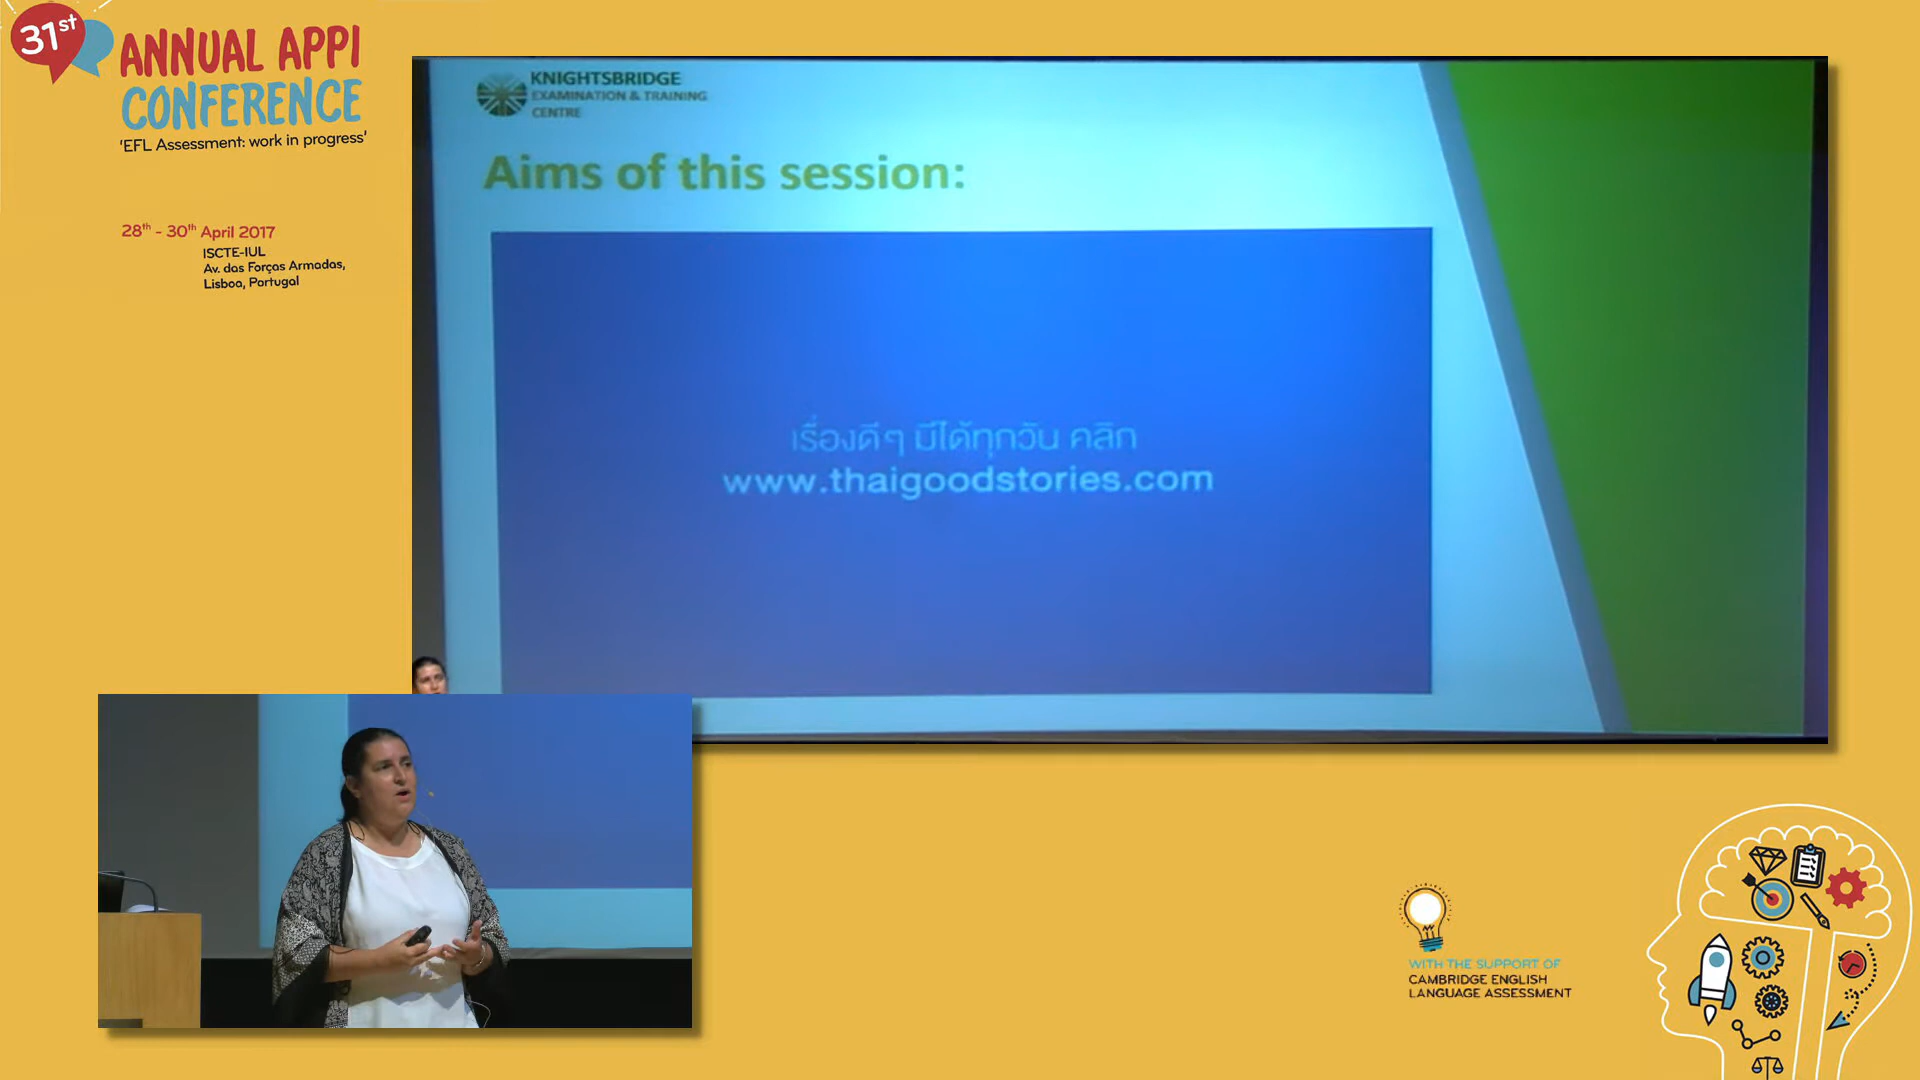 31st
ANNUAL APPI
CONFERENCE
'EFL Assessment: work in progress'
28th - 30th April 2017
ISCTE-IUL
Av. das Forças Armadas,
Lisboa, Portugal
KNIGHTSBRIDGE
EXAMINATION & TRAINING
CENTRE
Aims of this session:
เรื่องดีๆ มีได้ทุกวัน คลิก
www.thaigoodstories.com
WITH THE SUPPORT OF
CAMBRIDGE ENGLISH
LANGUAGE ASSESSMENT